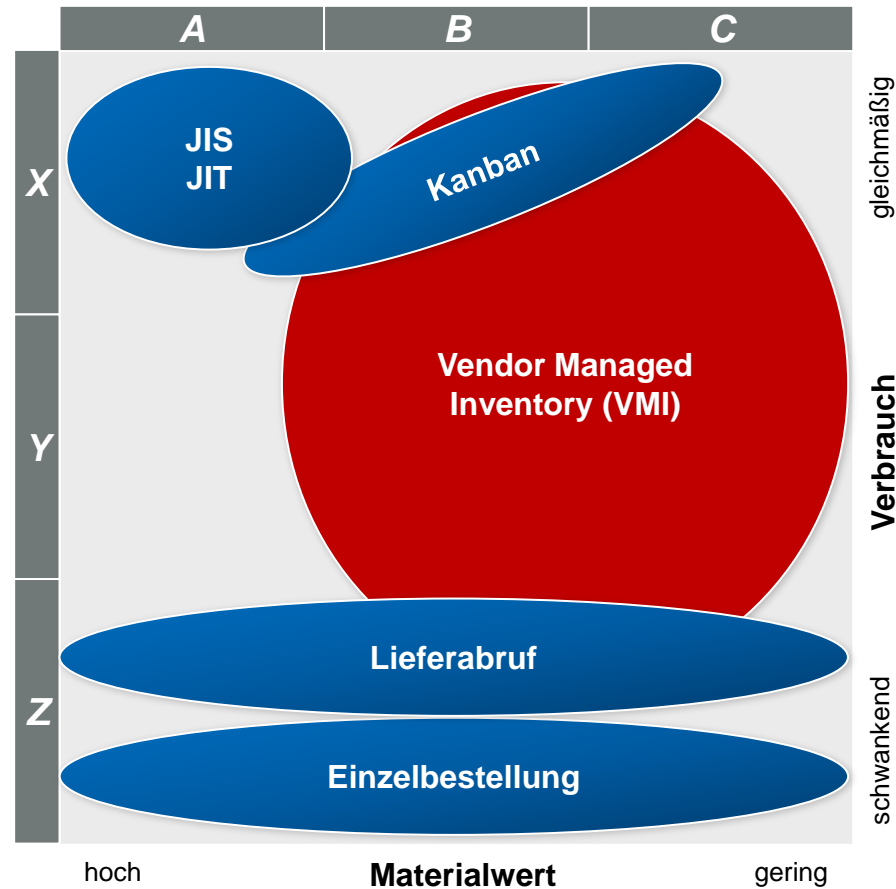 A B C
gleichmäßig
X
JIS
JIT
Kanban
Vendor Managed
Inventory (VMI)
Y
Verbrauch
Lieferabruf
Z
schwankend
Einzelbestellung
hoch Materialwert gering